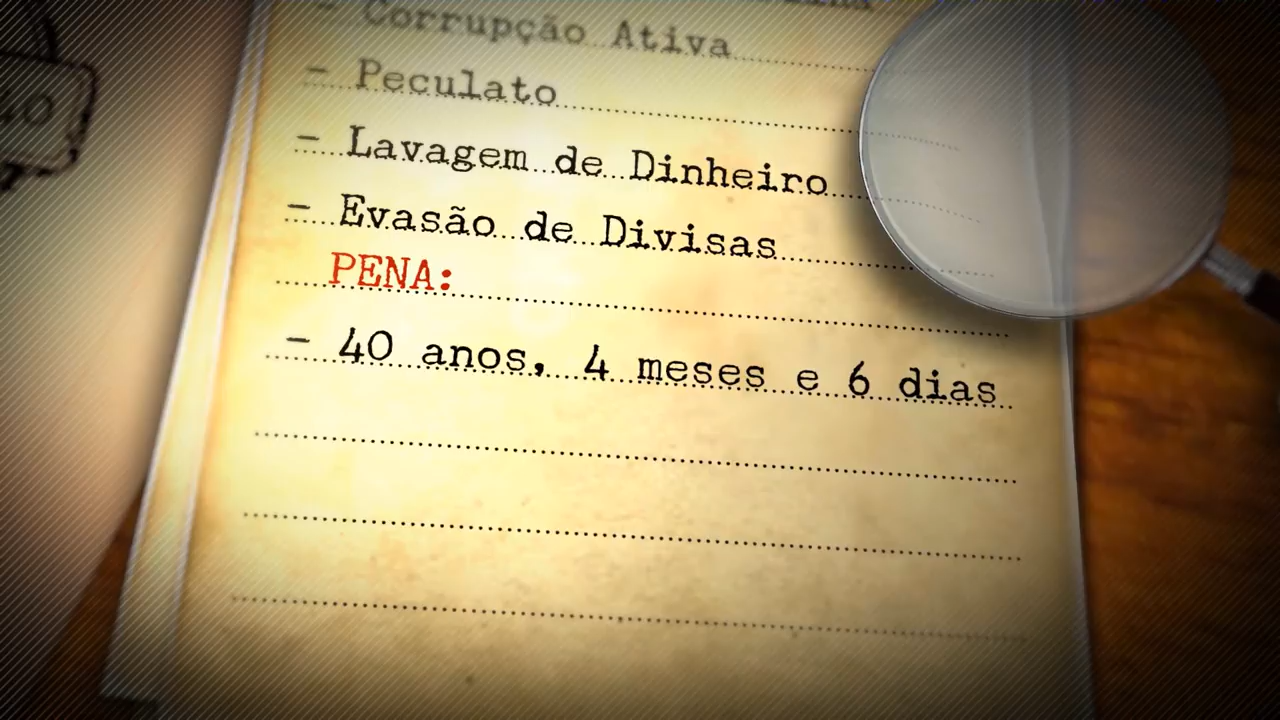 - Corrupção Ativa
- Peculato
- Lavagem de Dinheiro
- Evasão de Divisas
PENA:
- 40 anos, 4 meses e 6 dias